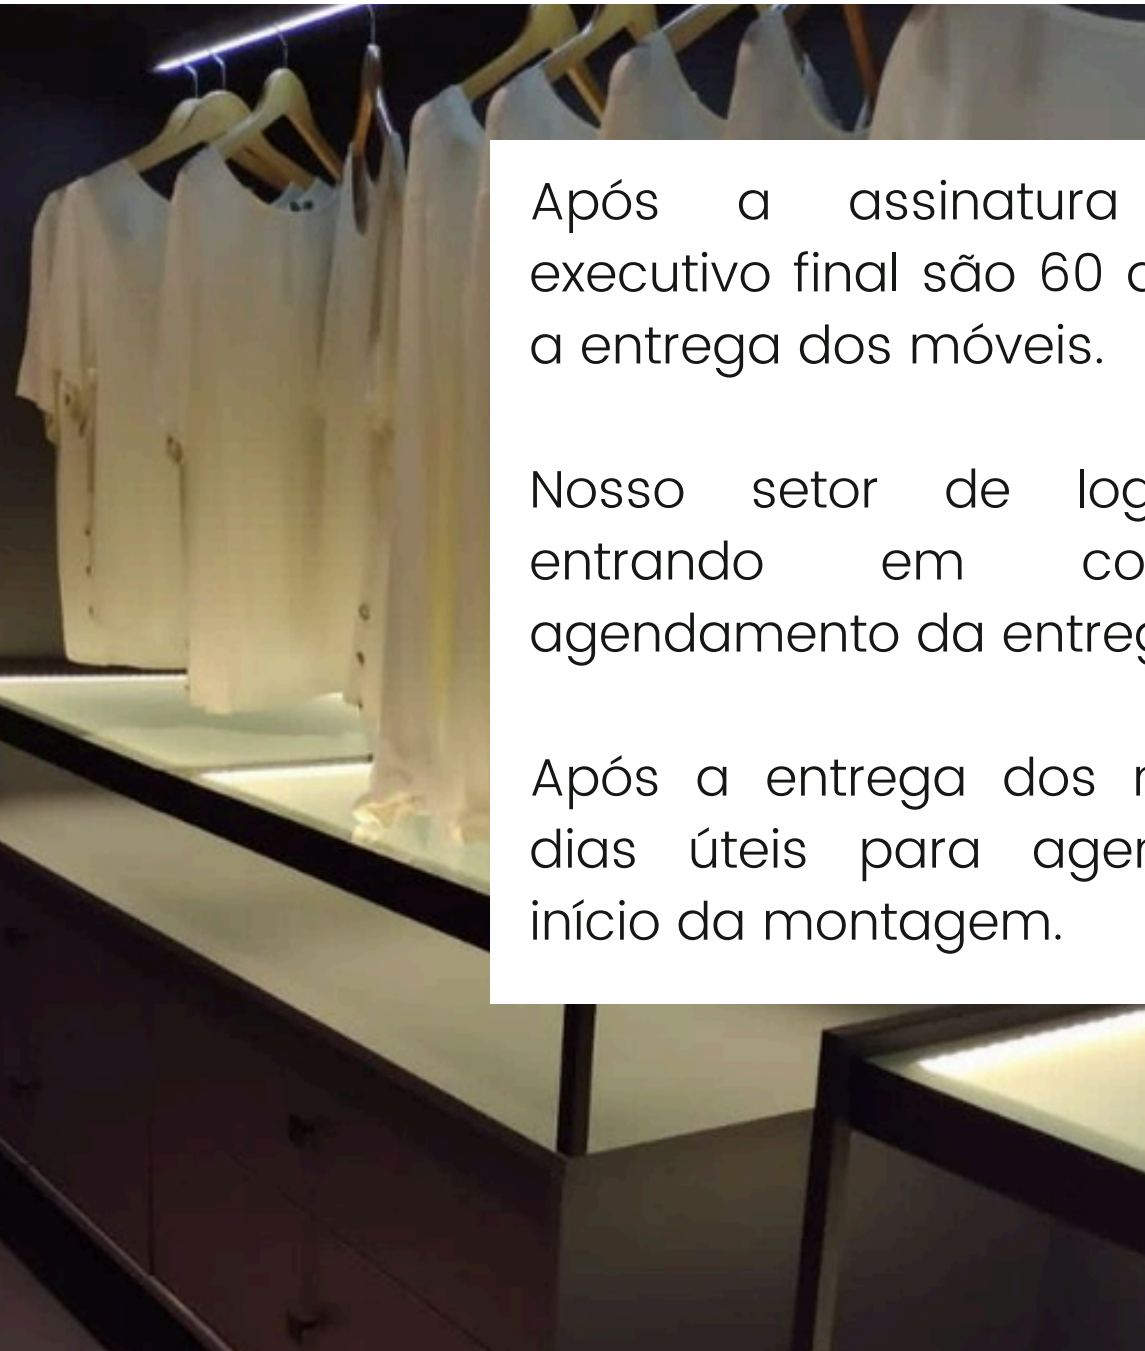 Após a assinatura
executivo final são 60
a entrega dos móveis.
Nosso setor de
entrando em
agendamento da
Após a entrega dos
dias úteis para
início da montagem.